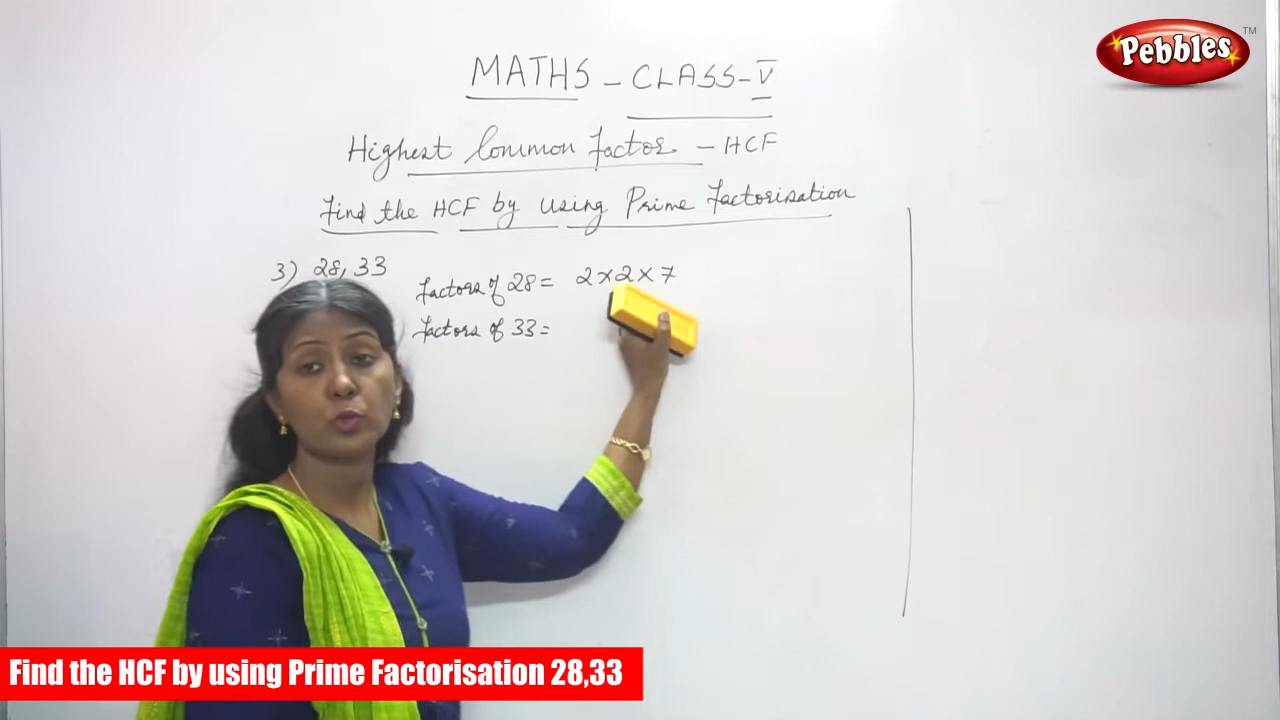 Pebbles TM
MATHS - CLASS - V
Highest Common Factor - HCF
Find the HCF by using Prime Factorisation
3) 28, 33
factors of 28 = 2 × 2 × 7
factors of 33 =
Find the HCF by using Prime Factorisation 28,33